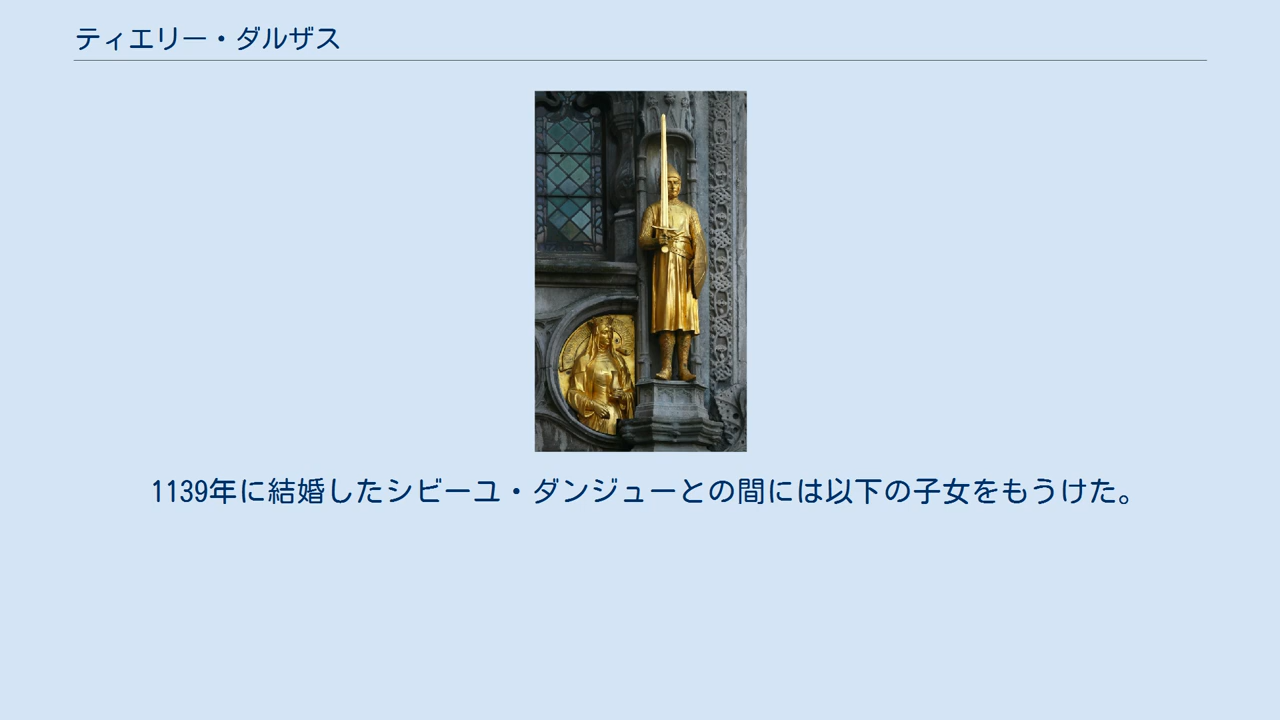 ティエリー・ダルザス
1139年に結婚したシビーユ・ダンジューとの間には以下の子女をもうけた。